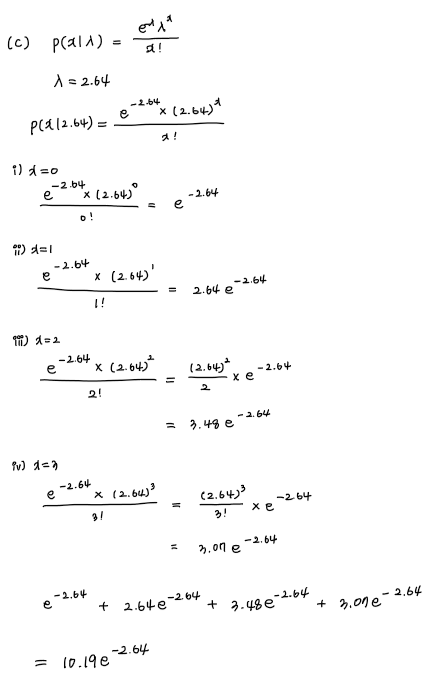 (c) p(x|λ) = e^λ λ^x / x!
λ = 2.64
p(x|2.64) = e^-2.64 × (2.64)^x / x!
i) x=0
e^-2.64 × (2.64)^0 / 0! = e^-2.64
ii) x=1
e^-2.64 × (2.64)^1 / 1! = 2.64 e^-2.64
iii) x=2
e^-2.64 × (2.64)^2 / 2! = (2.64)^2 / 2 × e^-2.64
= 3.48 e^-2.64
iv) x=3
e^-2.64 × (2.64)^3 / 3! = (2.64)^3 / 3! × e^-2.64
= 3.07 e^-2.64
e^-2.64 + 2.64 e^-2.64 + 3.48 e^-2.64 + 3.07 e^-2.64
= 10.19 e^-2.64